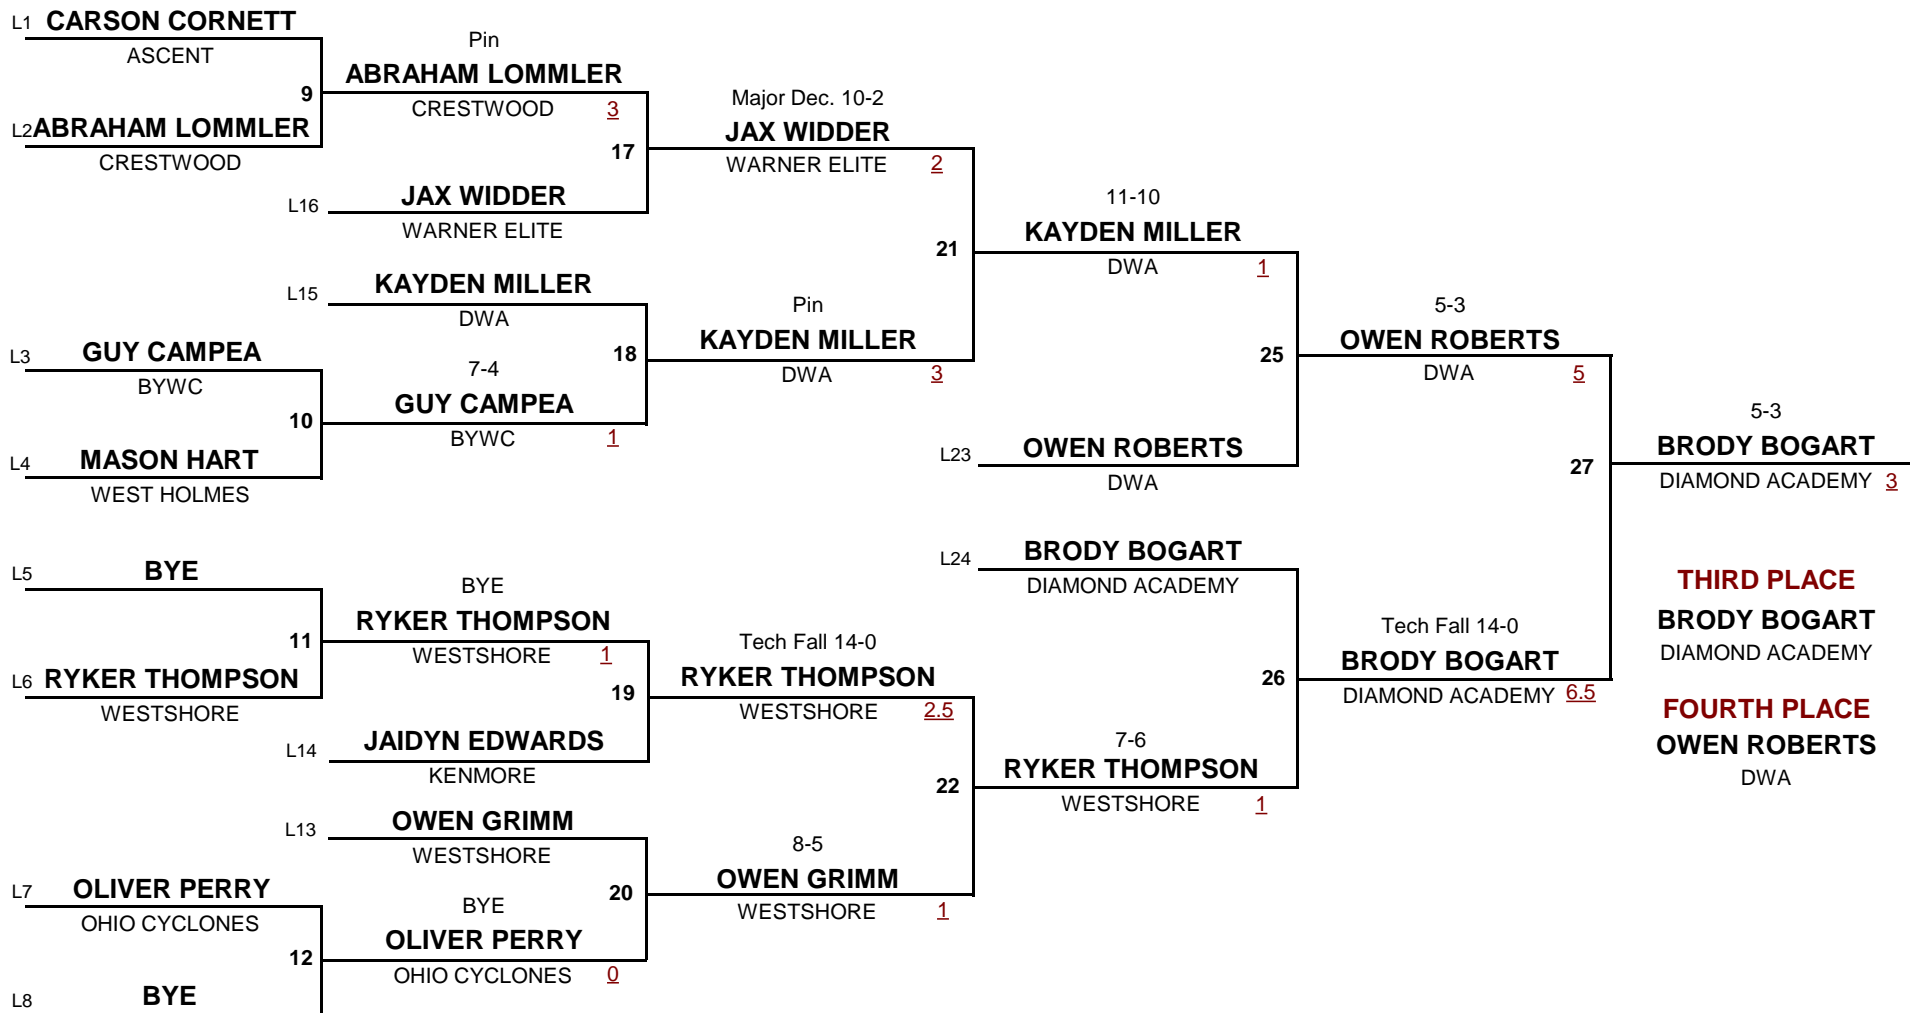 L1 CARSON CORNETT
ASCENT
9
L2 ABRAHAM LOMMLER
CRESTWOOD
Pin
ABRAHAM LOMMLER
CRESTWOOD 3
17
L16 JAX WIDDER
WARNER ELITE
Major Dec. 10-2
JAX WIDDER
WARNER ELITE 2
21
L15 KAYDEN MILLER
DWA
L3 GUY CAMPEA
BYWC
10
L4 MASON HART
WEST HOLMES
7-4
GUY CAMPEA
BYWC 1
18
Pin
KAYDEN MILLER
DWA 3
11-10
KAYDEN MILLER
DWA 1
25
L23 OWEN ROBERTS
DWA
5-3
OWEN ROBERTS
DWA 5
27
5-3
BRODY BOGART
DIAMOND ACADEMY 3
L5 BYE
11
L6 RYKER THOMPSON
WESTSHORE
BYE
RYKER THOMPSON
WESTSHORE 1
19
L14 JAIDYN EDWARDS
KENMORE
Tech Fall 14-0
RYKER THOMPSON
WESTSHORE 2.5
22
L13 OWEN GRIMM
WESTSHORE
L7 OLIVER PERRY
OHIO CYCLONES
12
L8 BYE
BYE
OLIVER PERRY
OHIO CYCLONES 0
20
8-5
OWEN GRIMM
WESTSHORE 1
L24 BRODY BOGART
DIAMOND ACADEMY
26
7-6
RYKER THOMPSON
WESTSHORE 1
Tech Fall 14-0
BRODY BOGART
DIAMOND ACADEMY 6.5
THIRD PLACE
BRODY BOGART
DIAMOND ACADEMY
FOURTH PLACE
OWEN ROBERTS
DWA